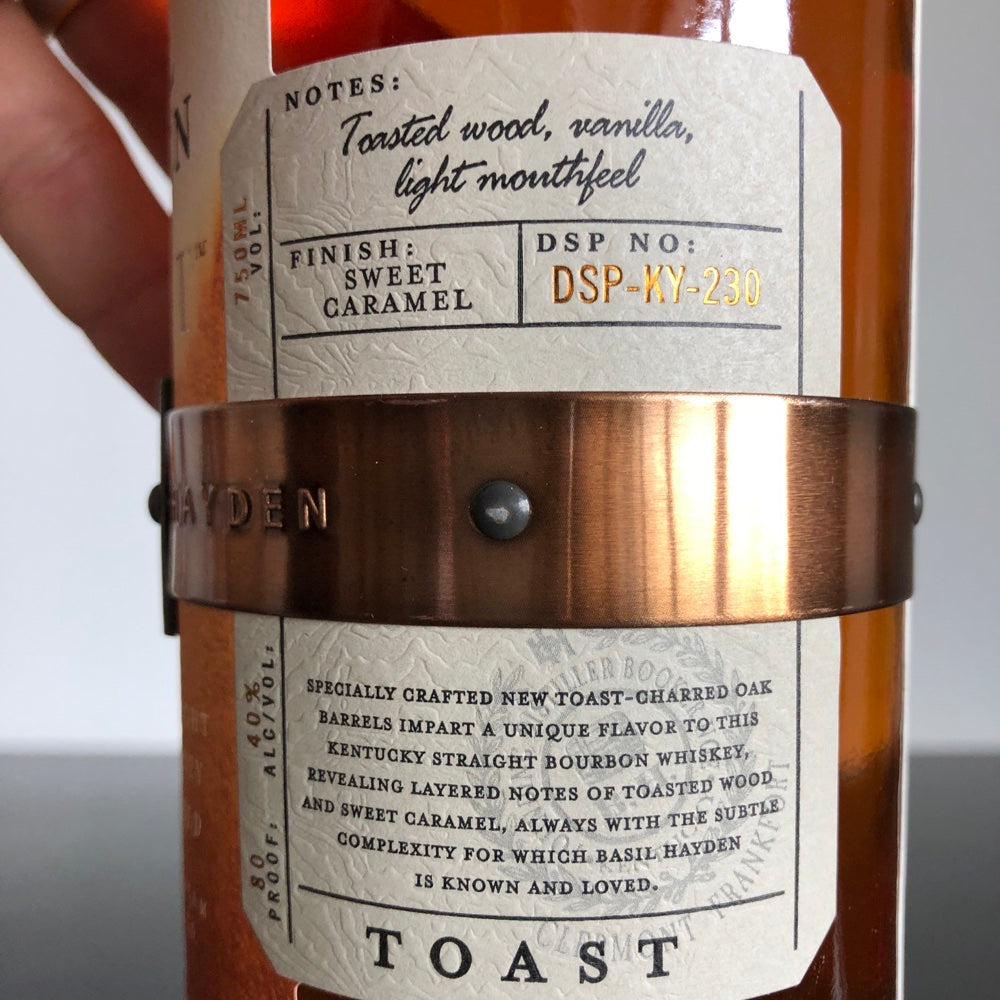 NOTES:
Toasted wood, vanilla,
light mouthfeel
750ML
VOL:
FINISH:
SWEET
CARAMEL
DSP NO:
DSP-KY-230
HAYDEN
40%
ALC/VOL:
80
PROOF:
SPECIALLY CRAFTED NEW TOAST-CHARRED OAK
BARRELS IMPART A UNIQUE FLAVOR TO THIS
KENTUCKY STRAIGHT BOURBON WHISKEY,
REVEALING LAYERED NOTES OF TOASTED WOOD
AND SWEET CARAMEL, ALWAYS WITH THE SUBTLE
COMPLEXITY FOR WHICH BASIL HAYDEN
IS KNOWN AND LOVED.
CLERMONT FRANKFORT
TOAST